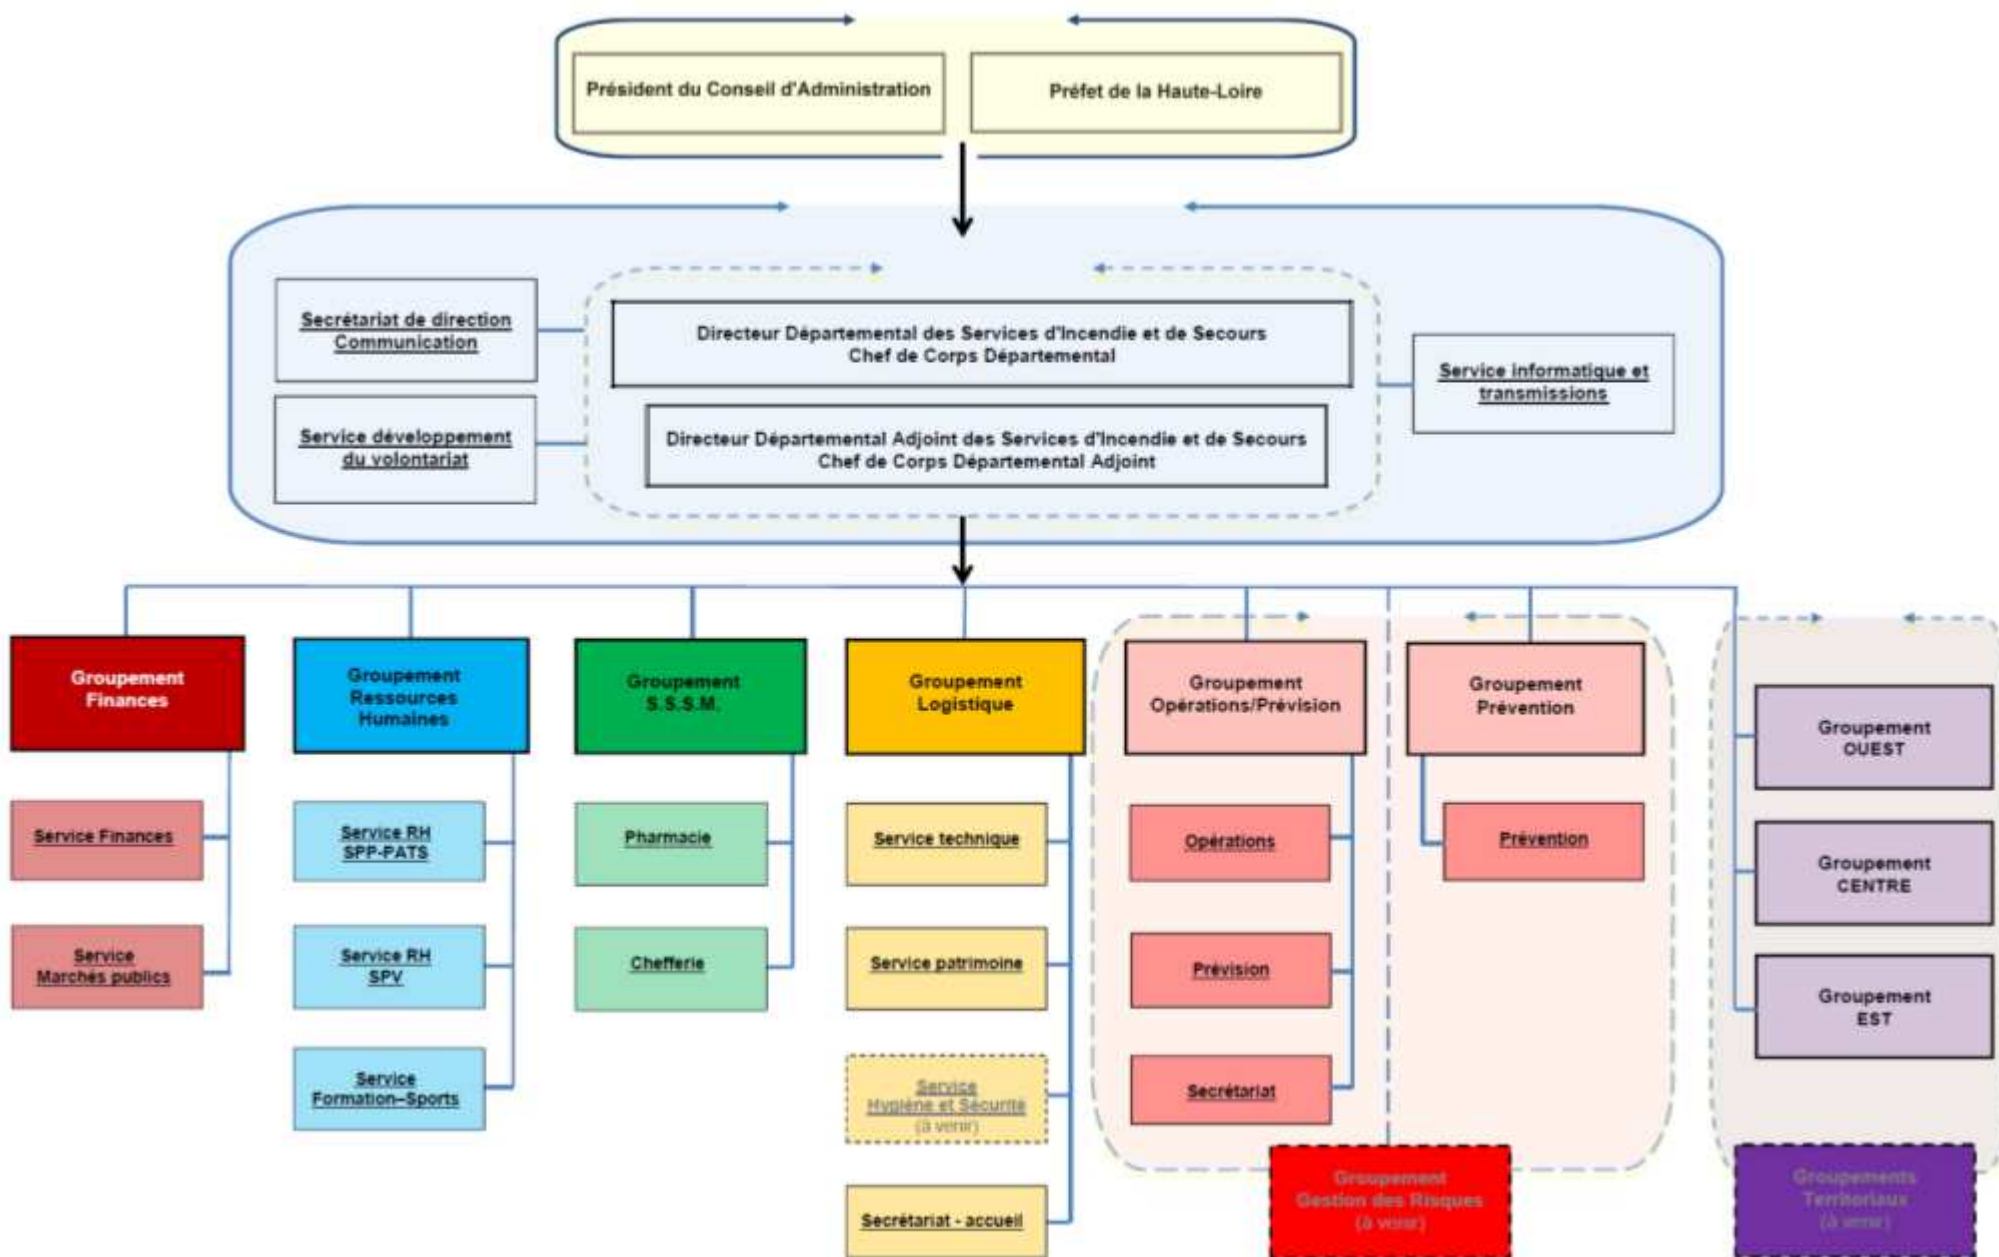 Président du Conseil d'Administration
Préfet de la Haute-Loire
Secrétariat de direction
Communication
Directeur Départemental des Services d'Incendie et de Secours
Chef de Corps Départemental
Service informatique et
transmissions
Service développement
du volontariat
Directeur Départemental Adjoint des Services d'Incendie et de Secours
Chef de Corps Départemental Adjoint
Groupement
Finances
Groupement
Ressources
Humaines
Groupement
S.S.S.M.
Groupement
Logistique
Groupement
Opérations/Prévision
Groupement
Prévention
Groupement
OUEST
Groupement
CENTRE
Groupement
EST
Service Finances
Service
Marchés publics
Service RH
SPP-PATS
Service RH
SPV
Service
Formation–Sports
Pharmacie
Chefferie
Service technique
Service patrimoine
Service
Hygiène et Sécurité
(à venir)
Secrétariat - accueil
Opérations
Prévision
Secrétariat
Prévention
Groupement
Gestion des Risques
(à venir)
Groupements
Territoriaux
(à venir)